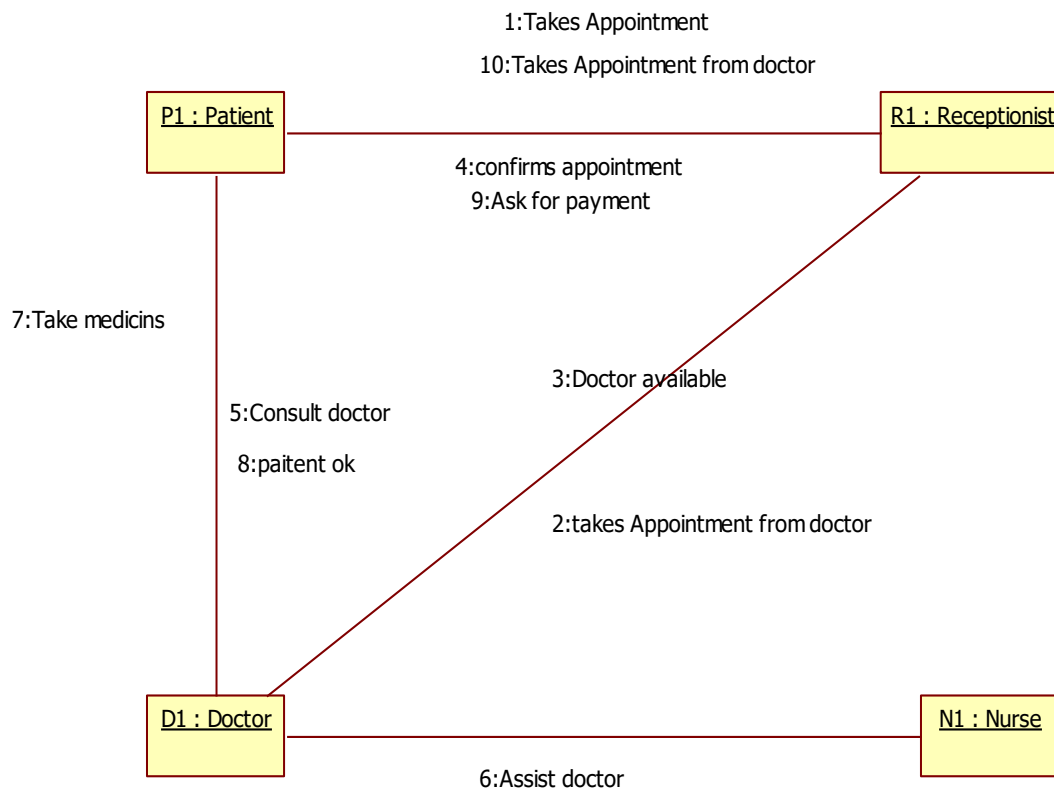 1:Takes Appointment
10:Takes Appointment from doctor
P1 : Patient
R1 : Receptionist
4:confirms appointment
9:Ask for payment
7:Take medicins
3:Doctor available
5:Consult doctor
8:paitent ok
2:takes Appointment from doctor
D1 : Doctor
N1 : Nurse
6:Assist doctor